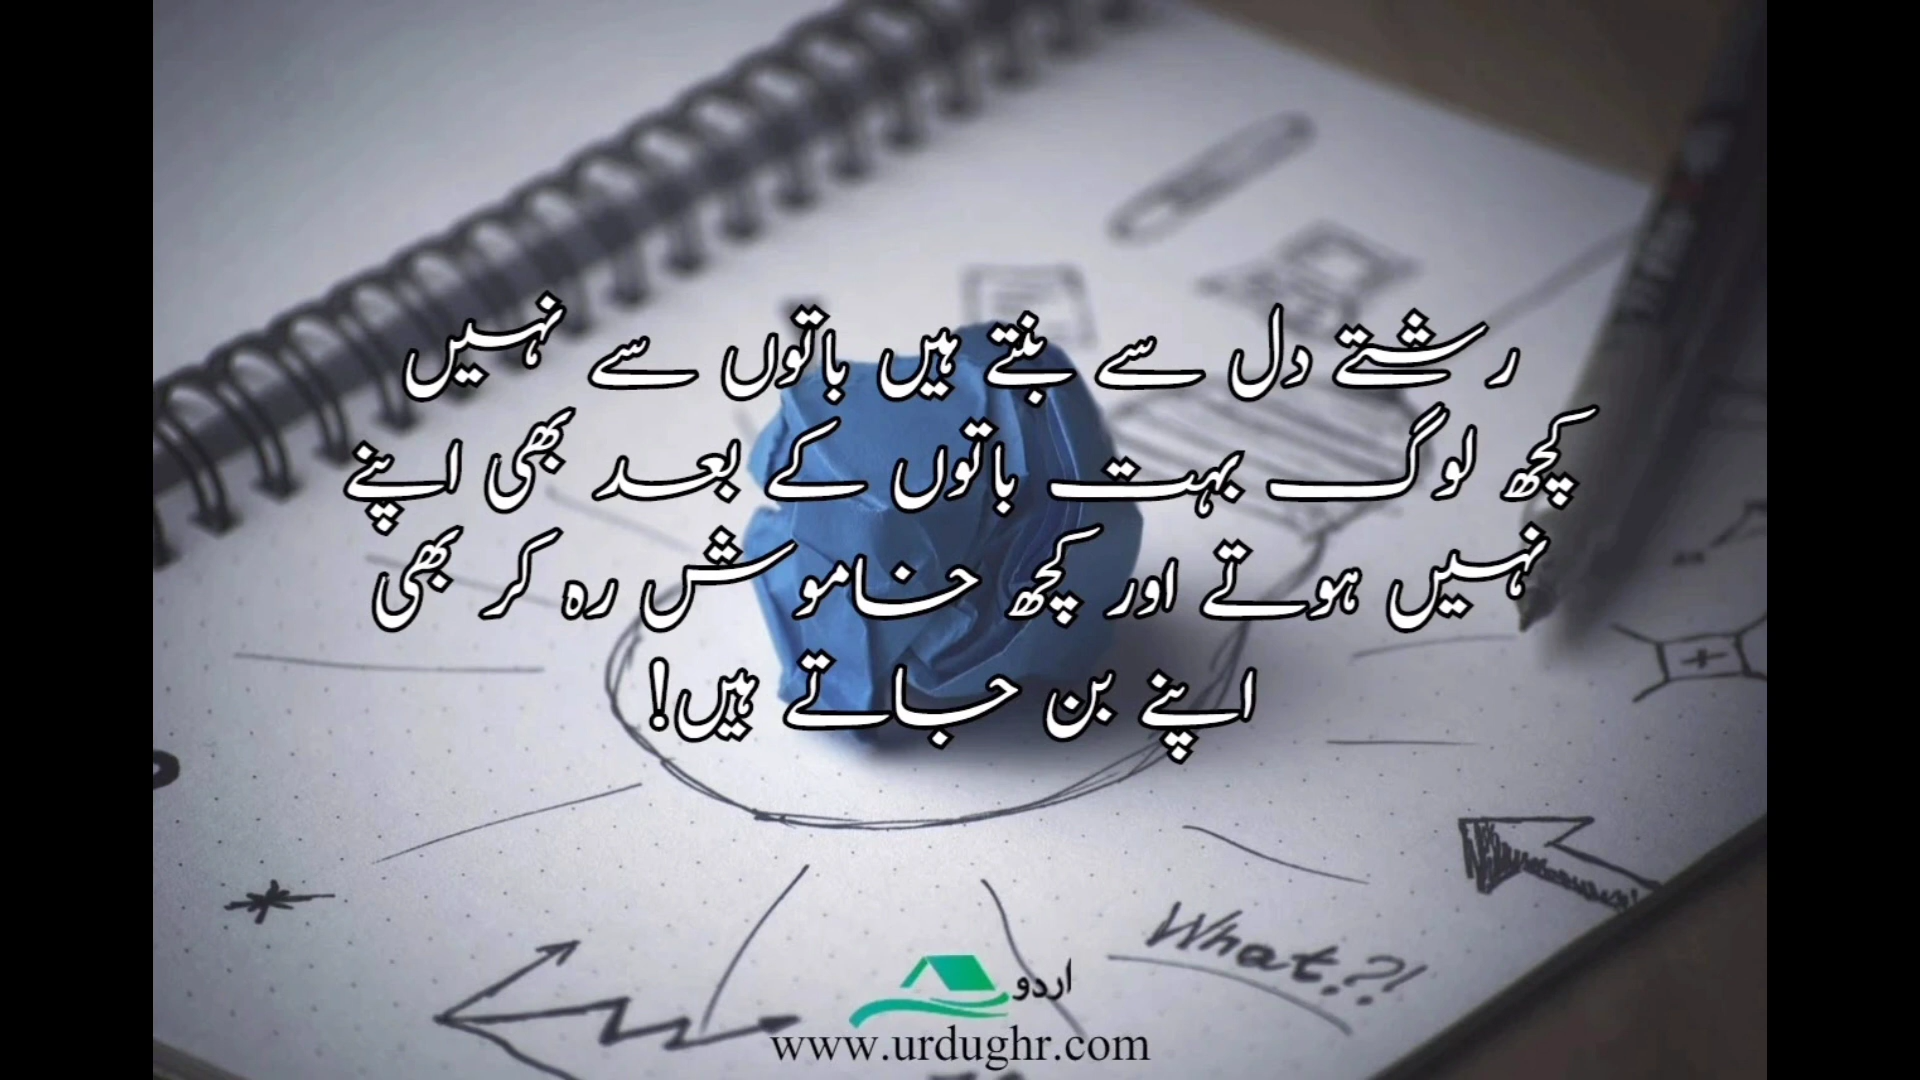 رشتے دل سے بنتے ہیں باتوں سے نہیں
کچھ لوگ بہت باتوں کے بعد بھی اپنے
نہیں ہوتے اور کچھ خاموش رہ کر بھی
اپنے بن جاتے ہیں!
What?!
اردو
www.urdughr.com